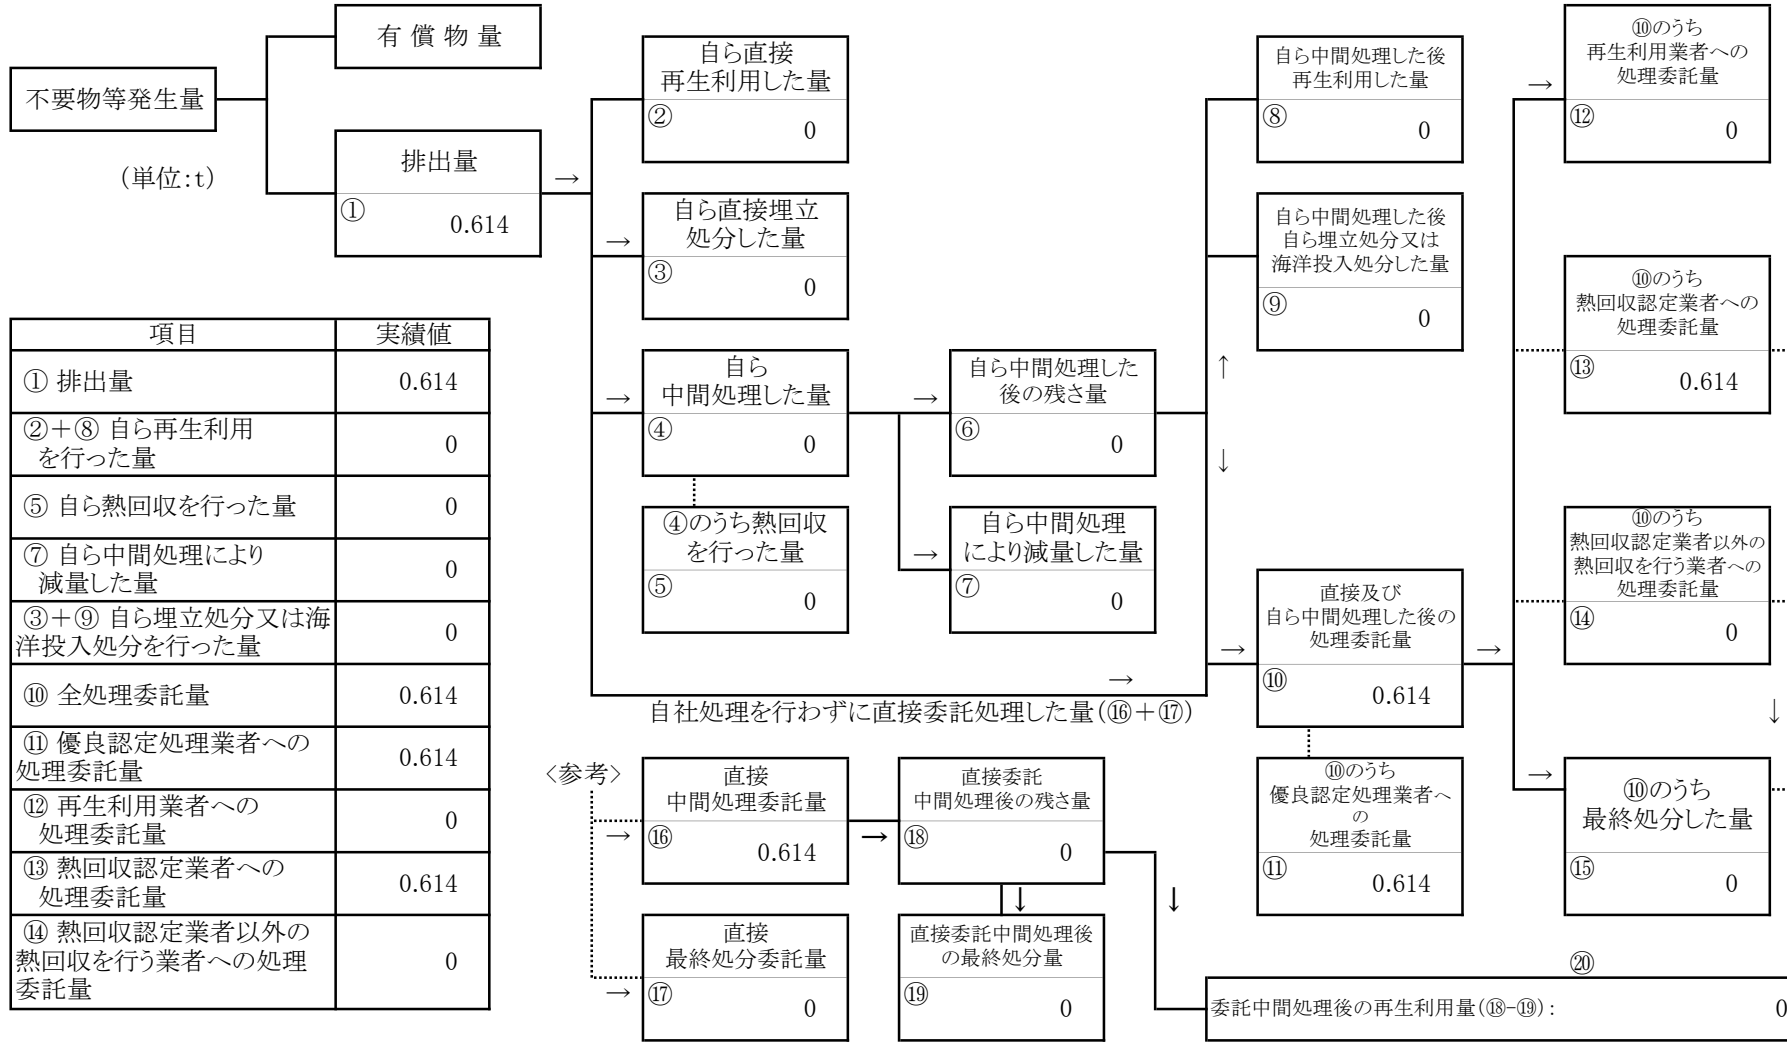 有 償 物 量
不要物等発生量
(単位:t)
排出量
①
0.614
→
自ら直接
再生利用した量
②
0
自ら直接埋立
処分した量
→
③
0
自ら
中間処理した量
→
④
0
④のうち熱回収
を行った量
⑤
0
自ら中間処理した
後の残さ量
→
⑥
0
自ら中間処理
により減量した量
→
⑦
0
自ら中間処理した後
再生利用した量
⑧
0
自ら中間処理した後
自ら埋立処分又は
海洋投入処分した量
⑨
0
↑
↓
直接及び
自ら中間処理した後の
処理委託量
→
⑩
0.614
→
→
自社処理を行わずに直接委託処理した量(⑯+⑰)
⑩のうち
優良認定処理業者へ
の
処理委託量
⑪
0.614
⑩のうち
再生利用業者への
処理委託量
→
⑫
0
⑩のうち
熱回収認定業者への
処理委託量
⑬
0.614
⑩のうち
熱回収認定業者以外の
熱回収を行う業者への
処理委託量
⑭
0
↓
⑩のうち
最終処分した量
→
⑮
0
項目 実績値
① 排出量 0.614
②+⑧ 自ら再生利用
を行った量 0
⑤ 自ら熱回収を行った量 0
⑦ 自ら中間処理により
減量した量 0
③+⑨ 自ら埋立処分又は海
洋投入処分を行った量 0
⑩ 全処理委託量 0.614
⑪ 優良認定処理業者への
処理委託量 0.614
⑫ 再生利用業者への
処理委託量 0
⑬ 熱回収認定業者への
処理委託量 0.614
⑭ 熱回収認定業者以外の
熱回収を行う業者への処理
委託量 0
<参考>
直接
中間処理委託量
→
⑯
0.614
→
直接委託
中間処理後の残さ量
⑱
0
↓
↓
直接
最終処分委託量
→
⑰
0
直接委託中間処理後
の最終処分量
⑲
0
⑳
委託中間処理後の再生利用量(⑱-⑲): 0